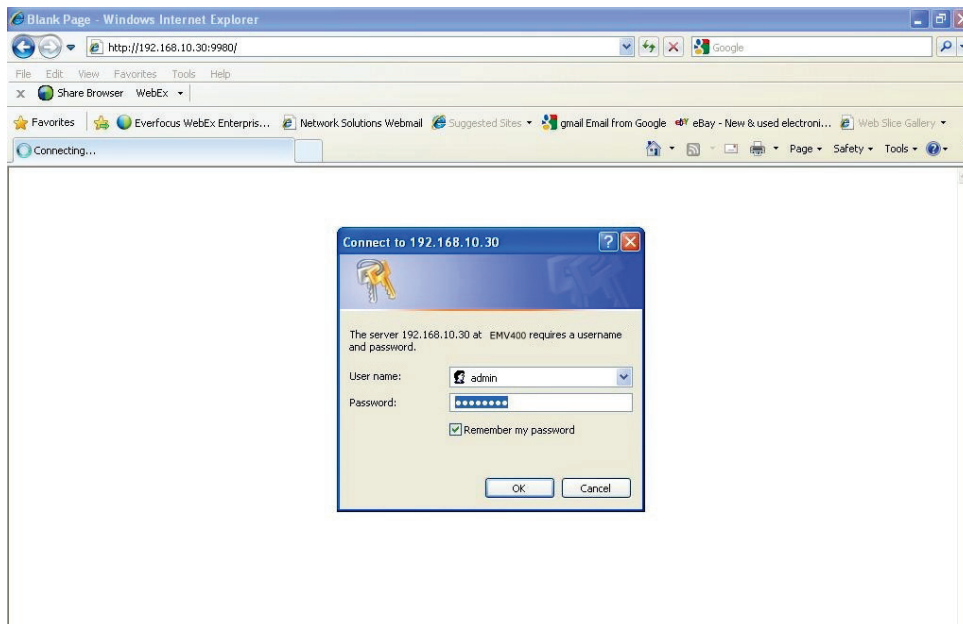 Blank Page - Windows Internet Explorer
http://192.168.10.30:9980/
Google
File Edit View Favorites Tools Help
Share Browser WebEx
Favorites Everfocus WebEx Enterpris... Network Solutions Webmail Suggested Sites gmail Email from Google eBay - New & used electroni... Web Slice Gallery
Connecting...
Page Safety Tools
Connect to 192.168.10.30
The server 192.168.10.30 at EMV400 requires a username
and password.
User name: admin
Password: ••••••••
Remember my password
OK Cancel